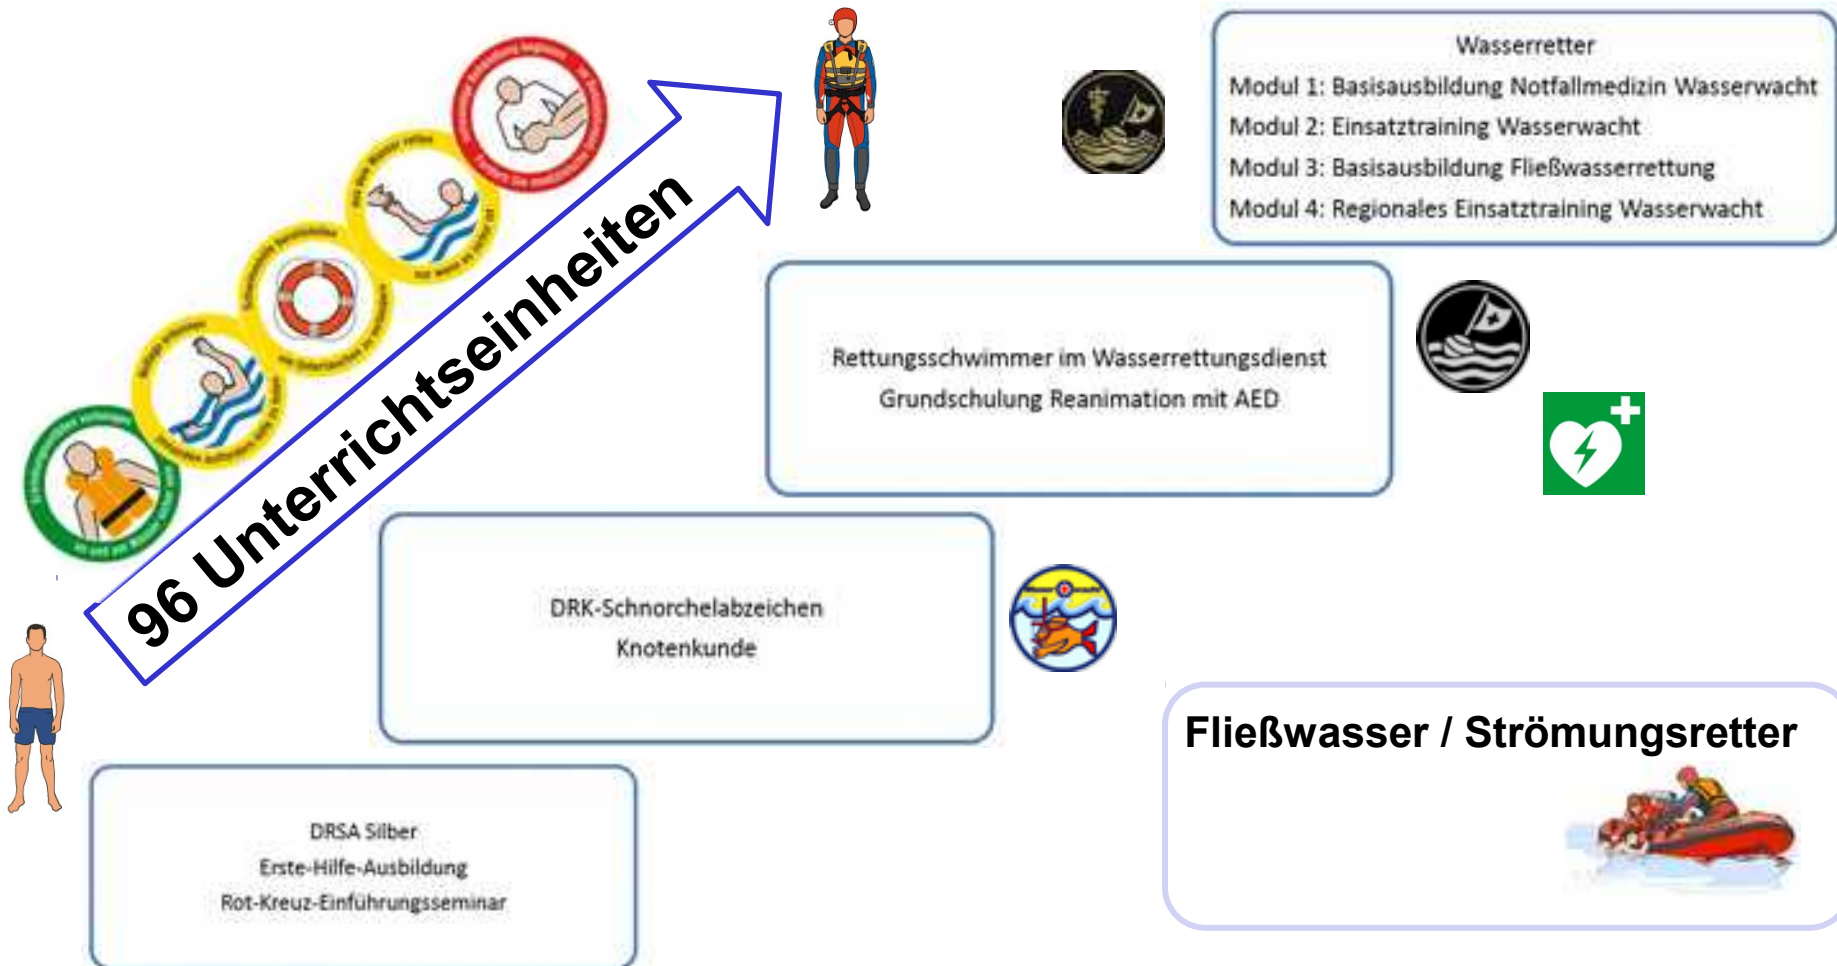 Wasserretter
Modul 1: Basisausbildung Notfallmedizin Wasserwacht
Modul 2: Einsatztraining Wasserwacht
Modul 3: Basisausbildung Fließwasserrettung
Modul 4: Regionales Einsatztraining Wasserwacht
96 Unterrichtseinheiten
Rettungsschwimmer im Wasserrettungsdienst
Grundschulung Reanimation mit AED
DRK-Schnorchelabzeichen
Knotenkunde
Fließwasser / Strömungsretter
DRSA Silber
Erste-Hilfe-Ausbildung
Rot-Kreuz-Einführungsseminar